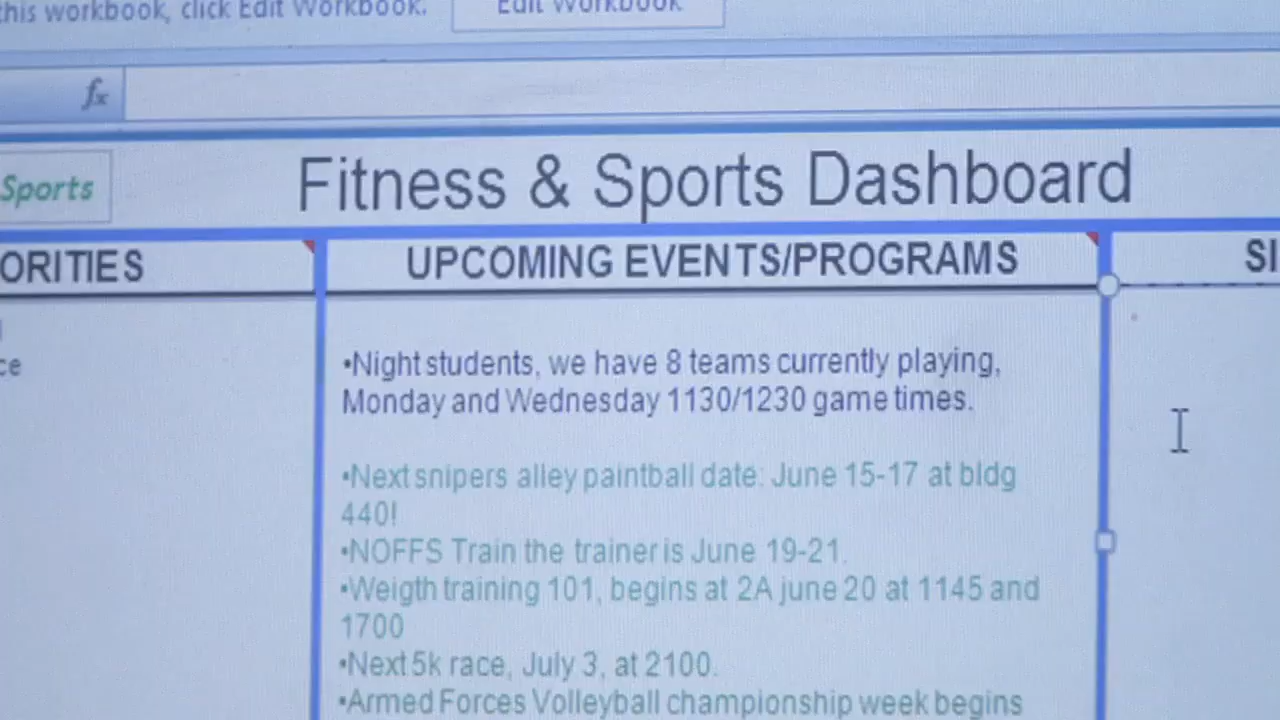 this workbook, click Edit Workbook.
Edit Workbook
fx
Sports
Fitness & Sports Dashboard
ORITIES
UPCOMING EVENTS/PROGRAMS
SI
ce
•Night students, we have 8 teams currently playing,
Monday and Wednesday 1130/1230 game times.
•Next snipers alley paintball date: June 15-17 at bldg
440!
•NOFFS Train the trainer is June 19-21.
•Weigth training 101, begins at 2A june 20 at 1145 and
1700
•Next 5k race, July 3, at 2100.
•Armed Forces Volleyball championship week begins